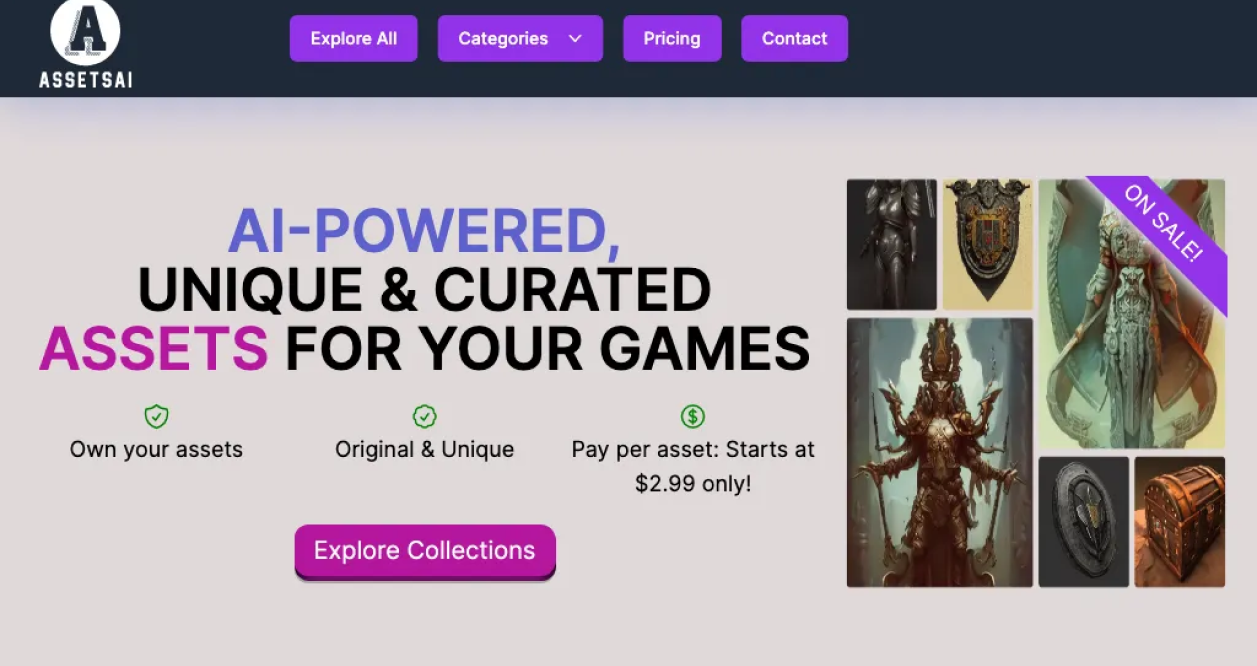 A
ASSETSAI
Explore All
Categories
Pricing
Contact
AI-POWERED,
UNIQUE & CURATED
ASSETS FOR YOUR GAMES
Own your assets
Original & Unique
Pay per asset: Starts at
$2.99 only!
Explore Collections
ON SALE!